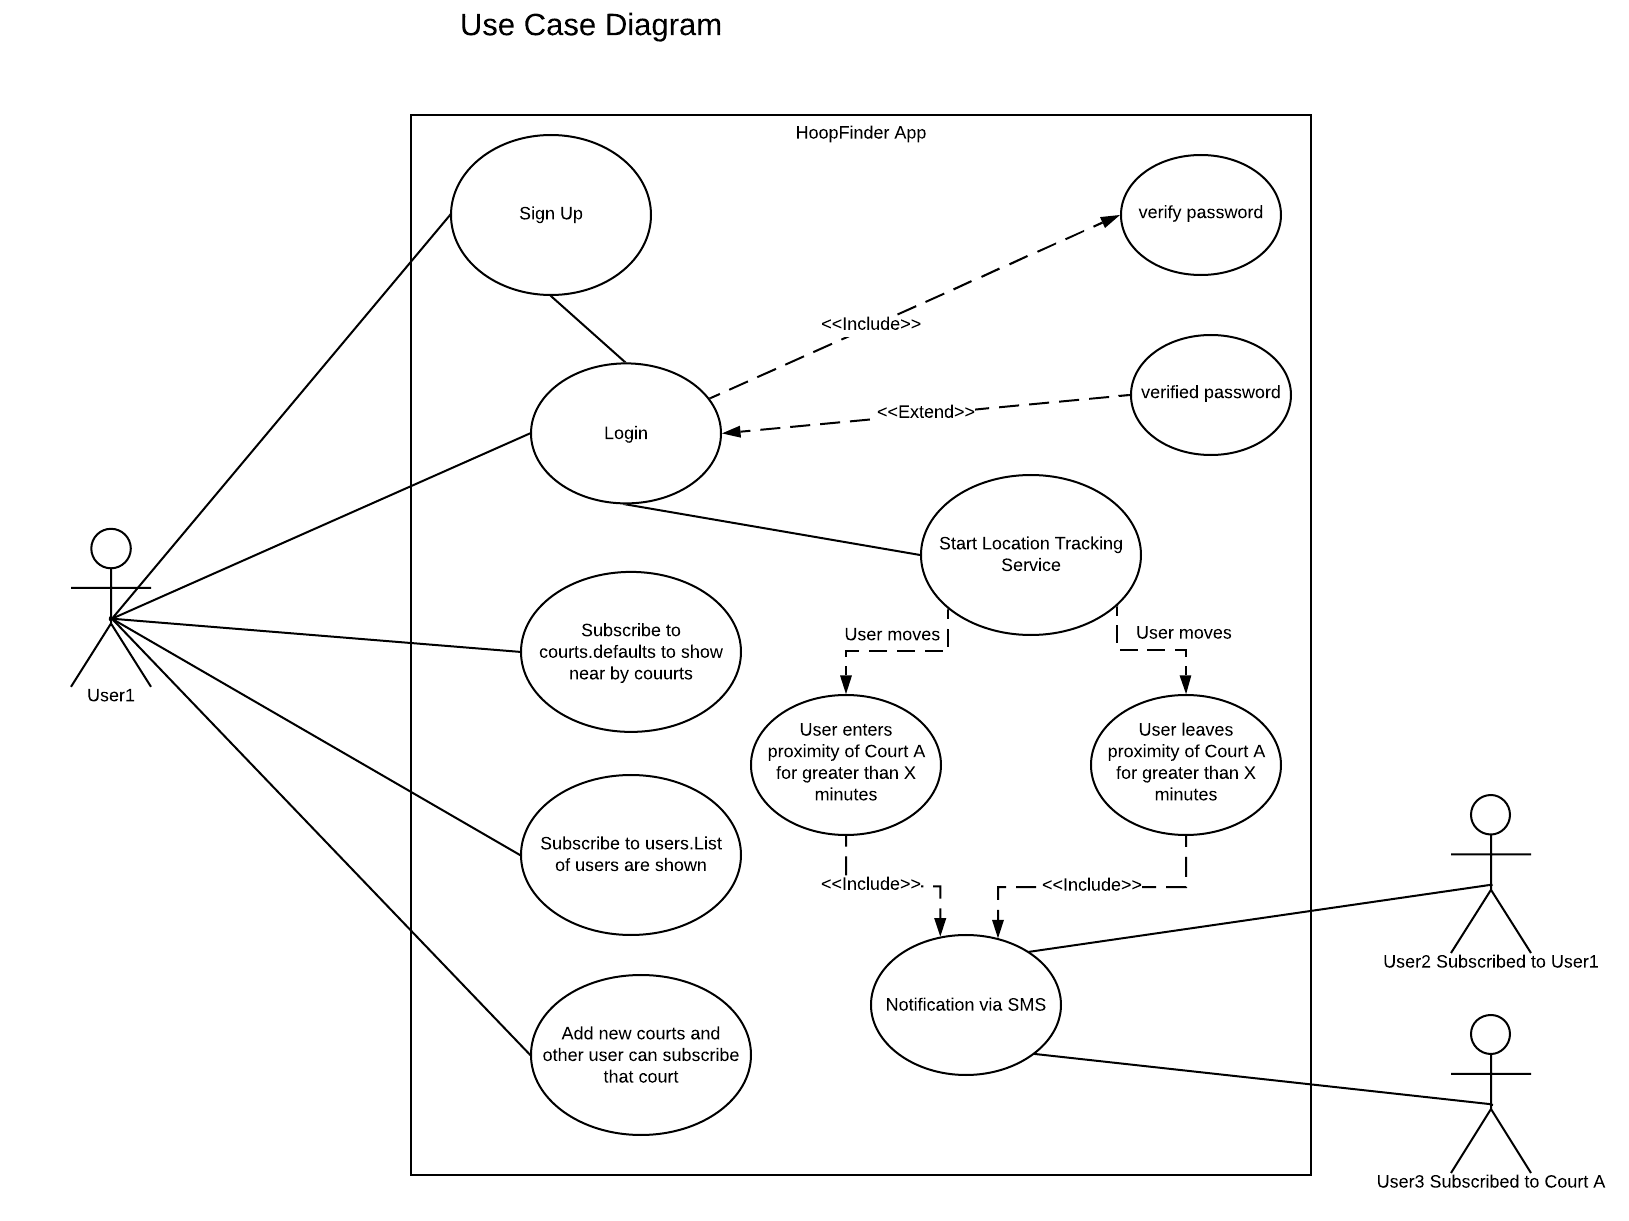 Use Case Diagram
HoopFinder App
Sign Up
verify password
<<Include>>
verified password
<<Extend>>
Login
Start Location Tracking
Service
User moves
User moves
Subscribe to
courts.defaults to show
near by couurts
User1
User enters
proximity of Court A
for greater than X
minutes
User leaves
proximity of Court A
for greater than X
minutes
Subscribe to users.List
of users are shown
<<Include>>
<<Include>>
User2 Subscribed to User1
Notification via SMS
Add new courts and
other user can subscribe
that court
User3 Subscribed to Court A